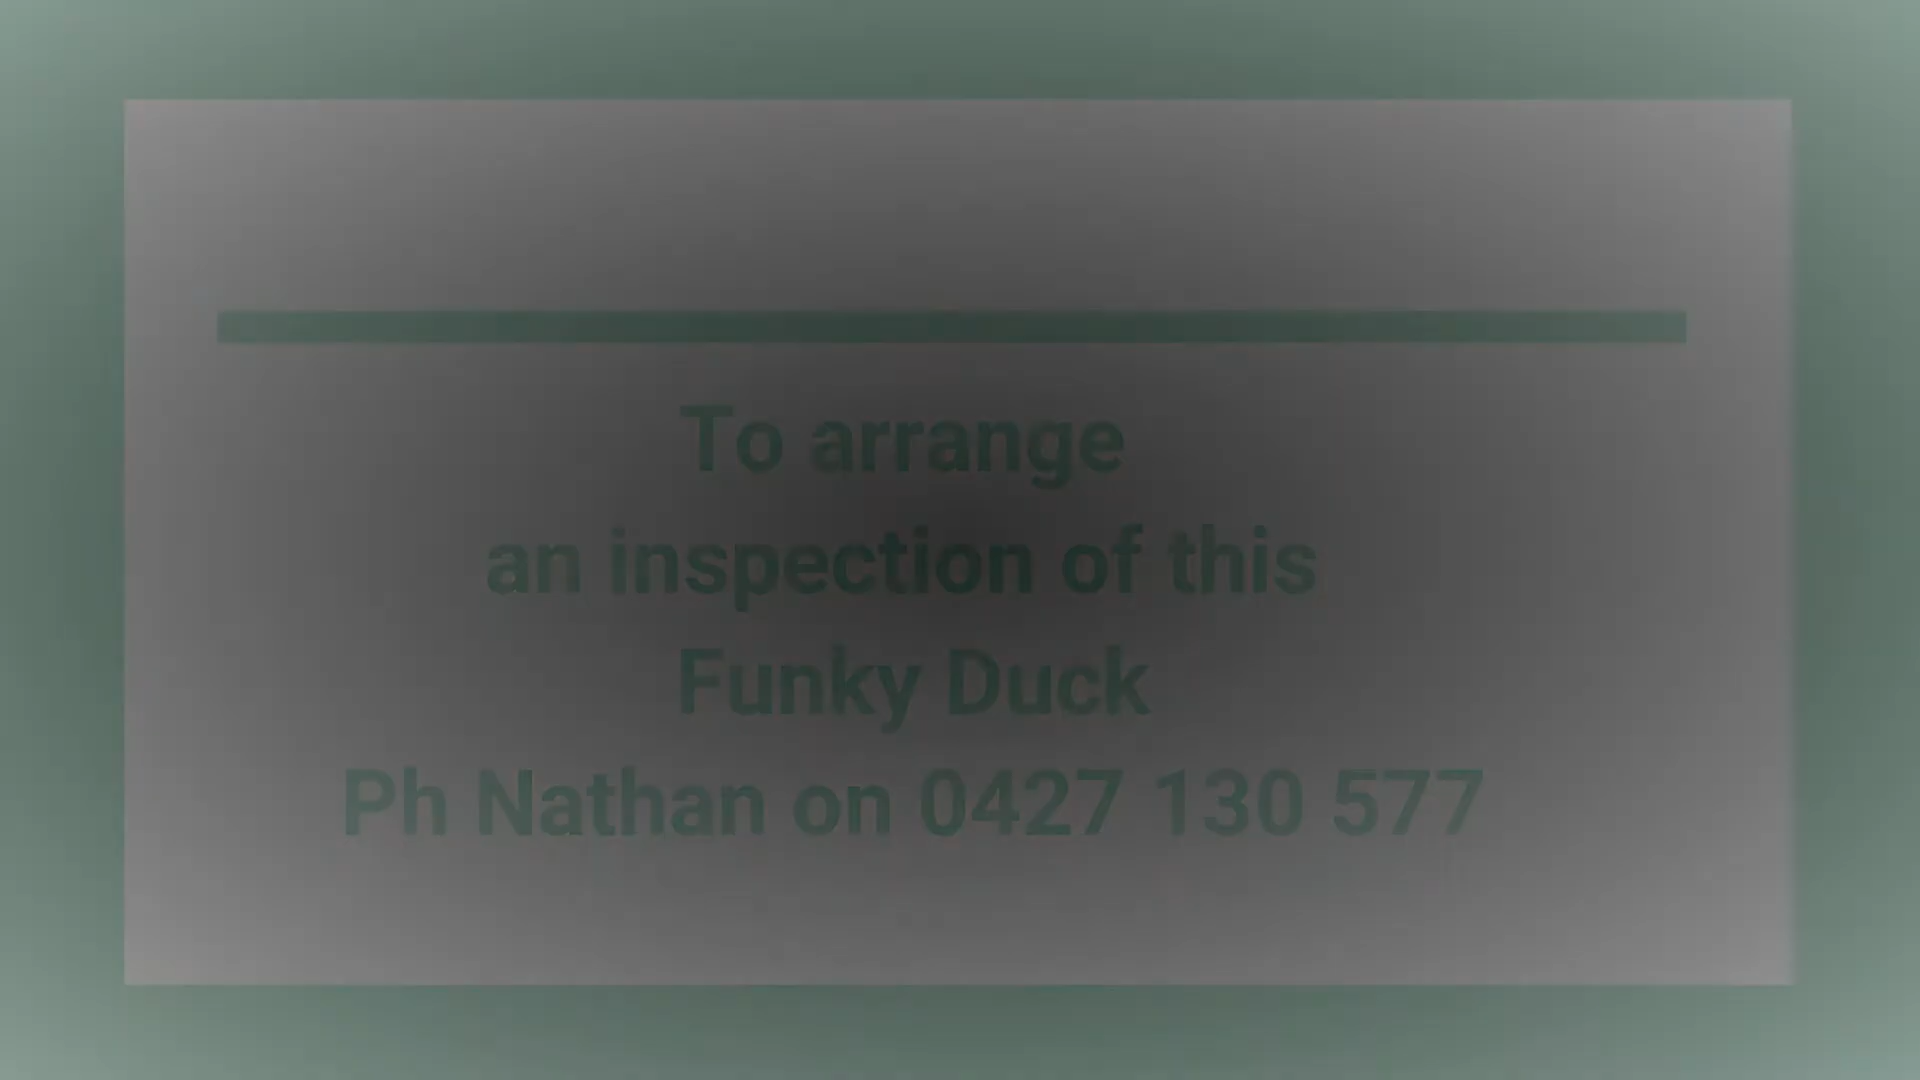 To arrange
an inspection of this
Funky Duck
Ph Nathan on 0427 130 577